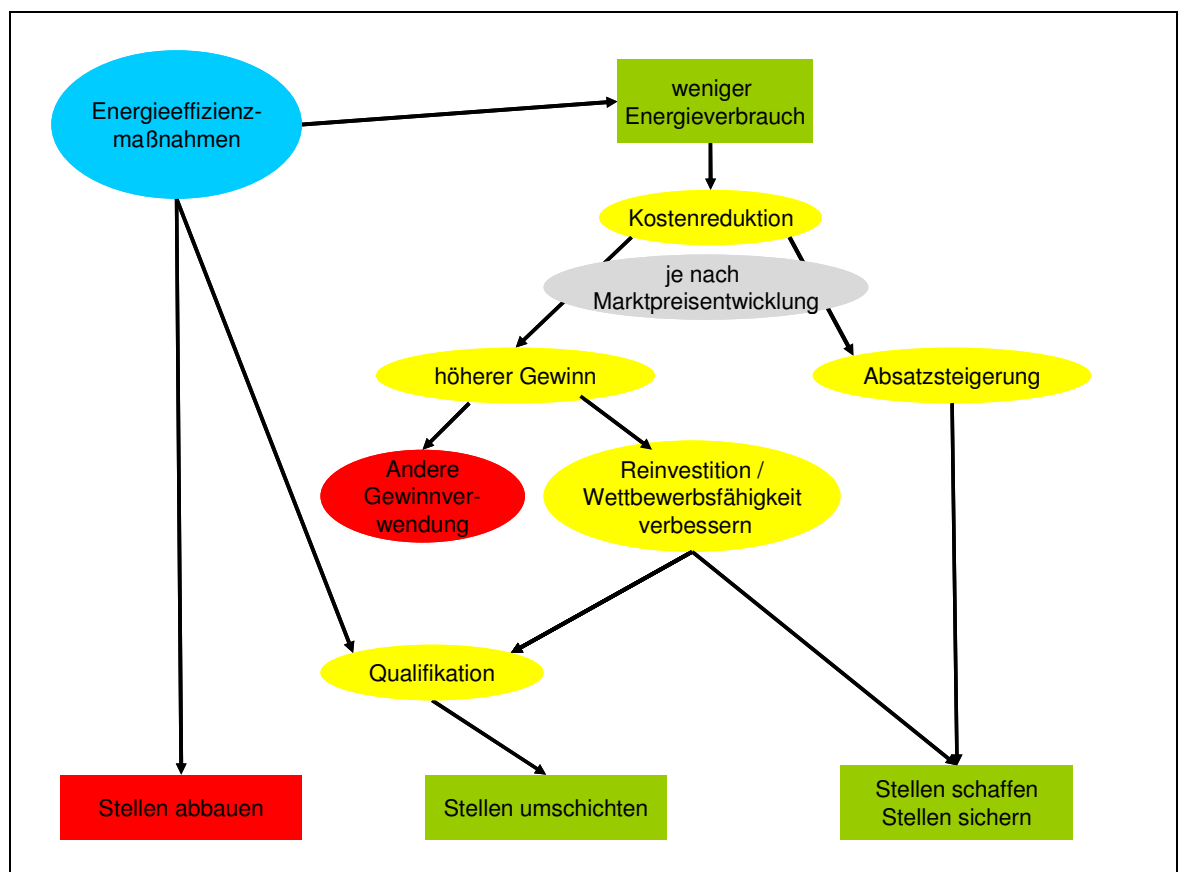 Energieeffizienz-
maßnahmen
weniger
Energieverbrauch
Kostenreduktion
je nach
Marktpreisentwicklung
höherer Gewinn
Absatzsteigerung
Andere
Gewinnver-
wendung
Reinvestition /
Wettbewerbsfähigkeit
verbessern
Qualifikation
Stellen abbauen
Stellen umschichten
Stellen schaffen
Stellen sichern